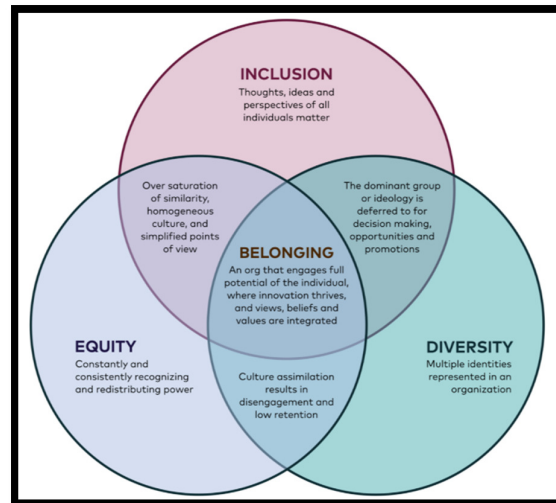 INCLUSION
Thoughts, ideas and
perspectives of all
individuals matter
Over saturation
of similarity,
homogeneous
culture, and
simplified points
of view
The dominant group
or ideology is
deferred to for
decision making,
opportunities and
promotions
BELONGING
An org that engages full
potential of the individual,
where innovation thrives,
and views, beliefs and
values are integrated
EQUITY
Constantly and
consistently recognizing
and redistributing power
DIVERSITY
Multiple identities
represented in an
organization
Culture assimilation
results in
disengagement and
low retention